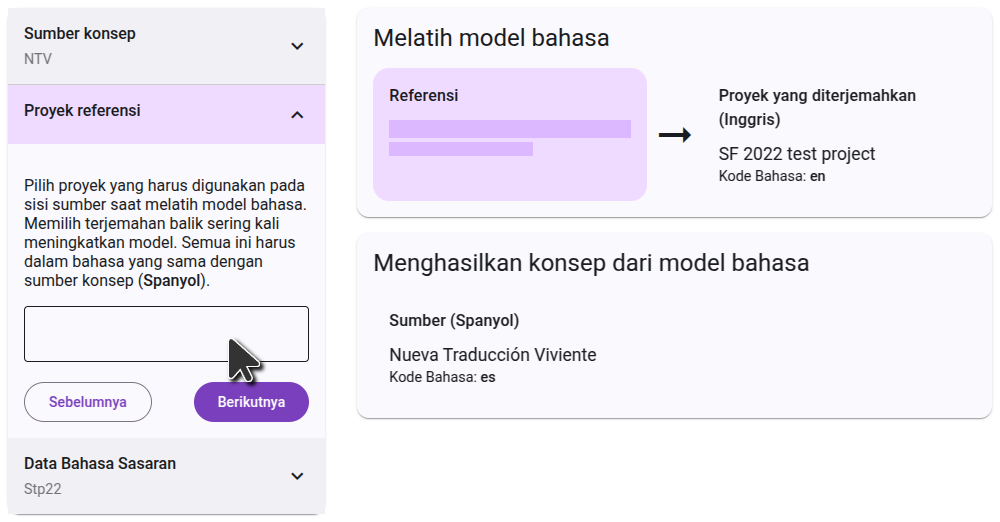 Sumber konsep
NTV
Proyek referensi
Pilih proyek yang harus digunakan pada
sisi sumber saat melatih model bahasa.
Memilih terjemahan balik sering kali
meningkatkan model. Semua ini harus
dalam bahasa yang sama dengan
sumber konsep (Spanyol).
Sebelumnya
Berikutnya
Data Bahasa Sasaran
Stp22
Melatih model bahasa
Referensi
Proyek yang diterjemahkan
(Inggris)
SF 2022 test project
Kode Bahasa: en
Menghasilkan konsep dari model bahasa
Sumber (Spanyol)
Nueva Traducción Viviente
Kode Bahasa: es